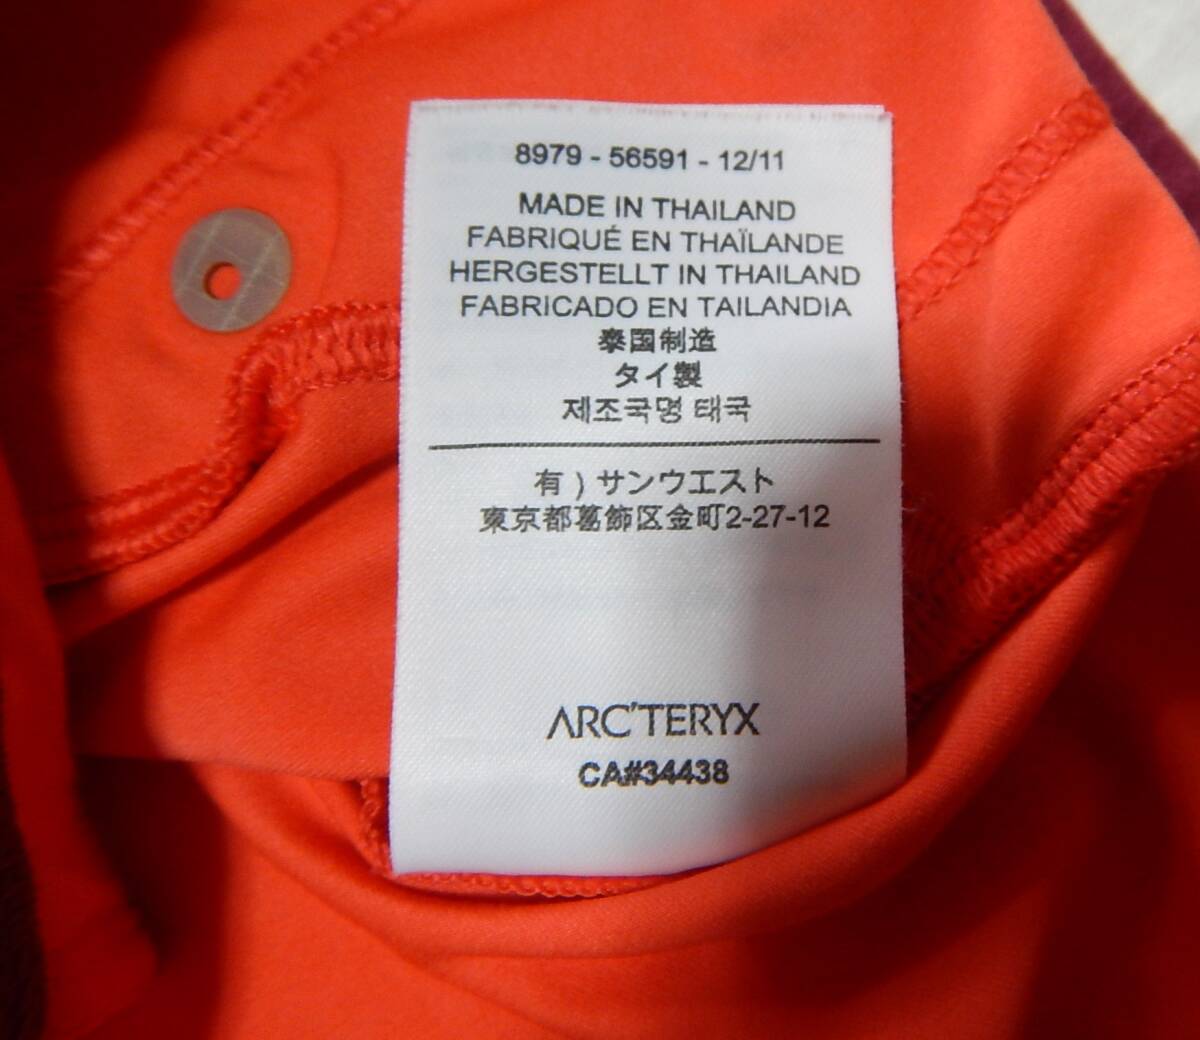 8979 - 56591 - 12/11
MADE IN THAILAND
FABRIQUÉ EN THAÏLANDE
HERGESTELLT IN THAILAND
FABRICADO EN TAILANDIA
泰国制造
タイ製
제조국명 태국
有）サンウエスト
東京都葛飾区金町2-27-12
ARC'TERYX
CA#34438